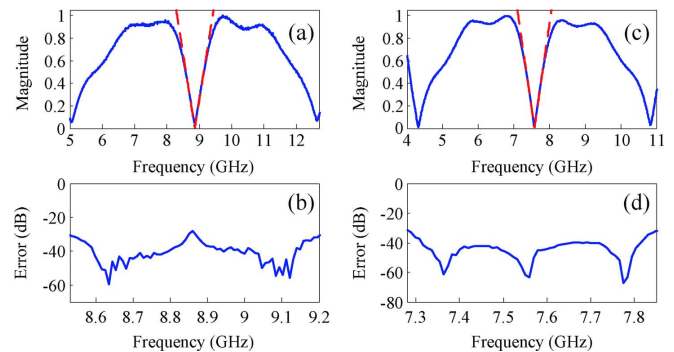 1
0.8
0.6
0.4
0.2
0
Magnitude
(a)
5 6 7 8 9 10 11 12
Frequency (GHz)
1
0.8
0.6
0.4
0.2
0
Magnitude
(c)
4 5 6 7 8 9 10 11
Frequency (GHz)
0
-20
-40
-60
Error (dB)
(b)
8.6 8.7 8.8 8.9 9 9.1 9.2
Frequency (GHz)
0
-20
-40
-60
-80
Error (dB)
(d)
7.3 7.4 7.5 7.6 7.7 7.8
Frequency (GHz)